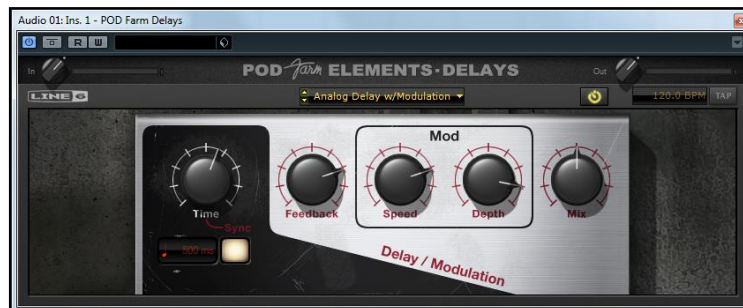 Audio 01: Ins. 1 - POD Farm Delays
R W
In POD Farm ELEMENTS·DELAYS Out
LINE 6 Analog Delay w/Modulation 120.0 BPM TAP
Mod
Time Feedback Speed Depth Mix
Sync
500 ms
Delay / Modulation